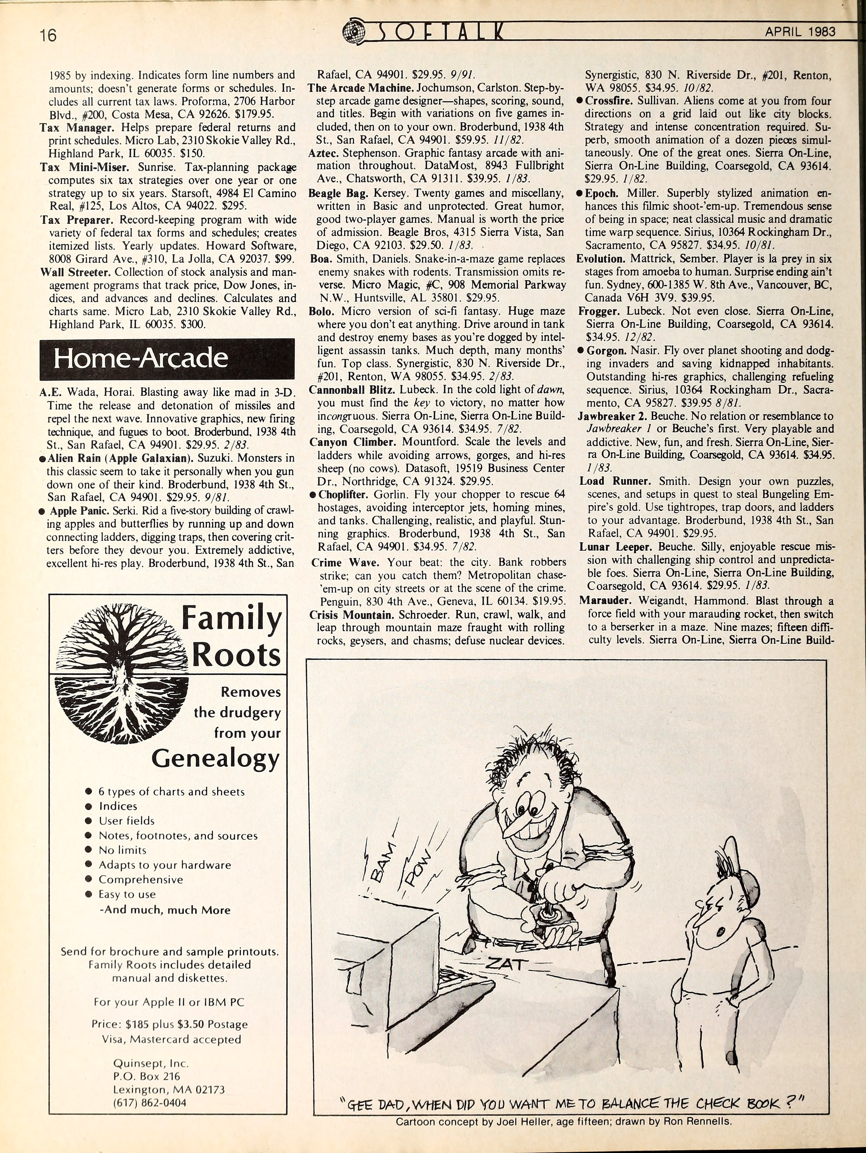 16
SOFTALK
APRIL 1983
1985 by indexing. Indicates form line numbers and
amounts; doesn't generate forms or schedules. In-
cludes all current tax laws. Proforma, 2706 Harbor
Blvd., #200, Costa Mesa, CA 92626. $179.95.
Tax Manager. Helps prepare federal returns and
print schedules. Micro Lab, 2310 Skokie Valley Rd.,
Highland Park, IL 60035. $150.
Tax Mini-Miser. Sunrise. Tax-planning package
computes six tax strategies over one year or one
strategy up to six years. Starsoft, 4984 El Camino
Real, #125, Los Altos, CA 94022. $295.
Tax Preparer. Record-keeping program with wide
variety of federal tax forms and schedules; creates
itemized lists. Yearly updates. Howard Software,
8008 Girard Ave., #310, La Jolla, CA 92037. $99.
Wall Streeter. Collection of stock analysis and man-
agement programs that track price, Dow Jones, in-
dices, and advances and declines. Calculates and
charts same. Micro Lab, 2310 Skokie Valley Rd.,
Highland Park, IL 60035. $300.
Home-Arcade
A.E. Wada, Horai. Blasting away like mad in 3-D.
Time the release and detonation of missiles and
repel the next wave. Innovative graphics, new firing
technique, and fugues to boot. Broderbund, 1938 4th
St., San Rafael, CA 94901. $29.95. 2/83.
● Alien Rain (Apple Galaxian). Suzuki. Monsters in
this classic seem to take it personally when you gun
down one of their kind. Broderbund, 1938 4th St.,
San Rafael, CA 94901. $29.95. 9/81.
● Apple Panic. Serki. Rid a five-story building of crawl-
ing apples and butterflies by running up and down
connecting ladders, digging traps, then covering crit-
ters before they devour you. Extremely addictive,
excellent hi-res play. Broderbund, 1938 4th St., San
Rafael, CA 94901. $29.95. 9/91.
The Arcade Machine. Jochumson, Carlston. Step-by-
step arcade game designer—shapes, scoring, sound,
and titles. Begin with variations on five games in-
cluded, then on to your own. Broderbund, 1938 4th
St., San Rafael, CA 94901. $59.95. 11/82.
Aztec. Stephenson. Graphic fantasy arcade with ani-
mation throughout. DataMost, 8943 Fullbright
Ave., Chatsworth, CA 91311. $39.95. 1/83.
Beagle Bag. Kersey. Twenty games and miscellany,
written in Basic and unprotected. Great humor,
good two-player games. Manual is worth the price
of admission. Beagle Bros, 4315 Sierra Vista, San
Diego, CA 92103. $29.50. 1/83.
Boa. Smith, Daniels. Snake-in-a-maze game replaces
enemy snakes with rodents. Transmission omits re-
verse. Micro Magic, #C, 908 Memorial Parkway
N.W., Huntsville, AL 35801. $29.95.
Bolo. Micro version of sci-fi fantasy. Huge maze
where you don't eat anything. Drive around in tank
and destroy enemy bases as you're dogged by intel-
ligent assassin tanks. Much depth, many months'
fun. Top class. Synergistic, 830 N. Riverside Dr.,
#201, Renton, WA 98055. $34.95. 2/83.
Cannonball Blitz. Lubeck. In the cold light of dawn,
you must find the key to victory, no matter how
incongruous. Sierra On-Line, Sierra On-Line Build-
ing, Coarsegold, CA 93614. $34.95. 7/82.
Canyon Climber. Mountford. Scale the levels and
ladders while avoiding arrows, gorges, and hi-res
sheep (no cows). Datasoft, 19519 Business Center
Dr., Northridge, CA 91324. $29.95.
● Choplifter. Gorlin. Fly your chopper to rescue 64
hostages, avoiding interceptor jets, homing mines,
and tanks. Challenging, realistic, and playful. Stun-
ning graphics. Broderbund, 1938 4th St., San
Rafael, CA 94901. $34.95. 7/82.
Crime Wave. Your beat: the city. Bank robbers
strike; can you catch them? Metropolitan chase-
'em-up on city streets or at the scene of the crime.
Penguin, 830 4th Ave., Geneva, IL 60134. $19.95.
Crisis Mountain. Schroeder. Run, crawl, walk, and
leap through mountain maze fraught with rolling
rocks, geysers, and chasms; defuse nuclear devices.
Synergistic, 830 N. Riverside Dr., #201, Renton,
WA 98055. $34.95. 10/82.
● Crossfire. Sullivan. Aliens come at you from four
directions on a grid laid out like city blocks.
Strategy and intense concentration required. Su-
perb, smooth animation of a dozen pieces simul-
taneously. One of the great ones. Sierra On-Line,
Sierra On-Line Building, Coarsegold, CA 93614.
$29.95. 1/82.
● Epoch. Miller. Superbly stylized animation en-
hances this filmic shoot-'em-up. Tremendous sense
of being in space; neat classical music and dramatic
time warp sequence. Sirius, 10364 Rockingham Dr.,
Sacramento, CA 95827. $34.95. 10/81.
Evolution. Mattrick, Sember. Player is la prey in six
stages from amoeba to human. Surprise ending ain't
fun. Sydney, 600-1385 W. 8th Ave., Vancouver, BC,
Canada V6H 3V9. $39.95.
Frogger. Lubeck. Not even close. Sierra On-Line,
Sierra On-Line Building, Coarsegold, CA 93614.
$34.95. 12/82.
● Gorgon. Nasir. Fly over planet shooting and dodg-
ing invaders and saving kidnapped inhabitants.
Outstanding hi-res graphics, challenging refueling
sequence. Sirius, 10364 Rockingham Dr., Sacra-
mento, CA 95827. $39.95 8/81.
Jawbreaker 2. Beuche. No relation or resemblance to
Jawbreaker 1 or Beuche's first. Very playable and
addictive. New, fun, and fresh. Sierra On-Line, Sier-
ra On-Line Building, Coarsegold, CA 93614. $34.95.
1/83.
Load Runner. Smith. Design your own puzzles,
scenes, and setups in quest to steal Bungeling Em-
pire's gold. Use tightropes, trap doors, and ladders
to your advantage. Broderbund, 1938 4th St., San
Rafael, CA 94901. $29.95.
Lunar Leeper. Beuche. Silly, enjoyable rescue mis-
sion with challenging ship control and unpredicta-
ble foes. Sierra On-Line, Sierra On-Line Building,
Coarsegold, CA 93614. $29.95. 1/83.
Marauder. Weigandt, Hammond. Blast through a
force field with your marauding rocket, then switch
to a berserker in a maze. Nine mazes; fifteen diffi-
culty levels. Sierra On-Line, Sierra On-Line Build-
Family
Roots
Removes
the drudgery
from your
Genealogy
● 6 types of charts and sheets
● Indices
● User fields
● Notes, footnotes, and sources
● No limits
● Adapts to your hardware
● Comprehensive
● Easy to use
-And much, much More
Send for brochure and sample printouts.
Family Roots includes detailed
manual and diskettes.
For your Apple II or IBM PC
Price: $185 plus $3.50 Postage
Visa, Mastercard accepted
Quinsept, Inc.
P.O. Box 216
Lexington, MA 02173
(617) 862-0404
BAM
POW
ZAT
"GEE DAD, WHEN DID YOU WANT ME TO BALANCE THE CHECK BOOK?"
Cartoon concept by Joel Heller, age fifteen; drawn by Ron Rennells.